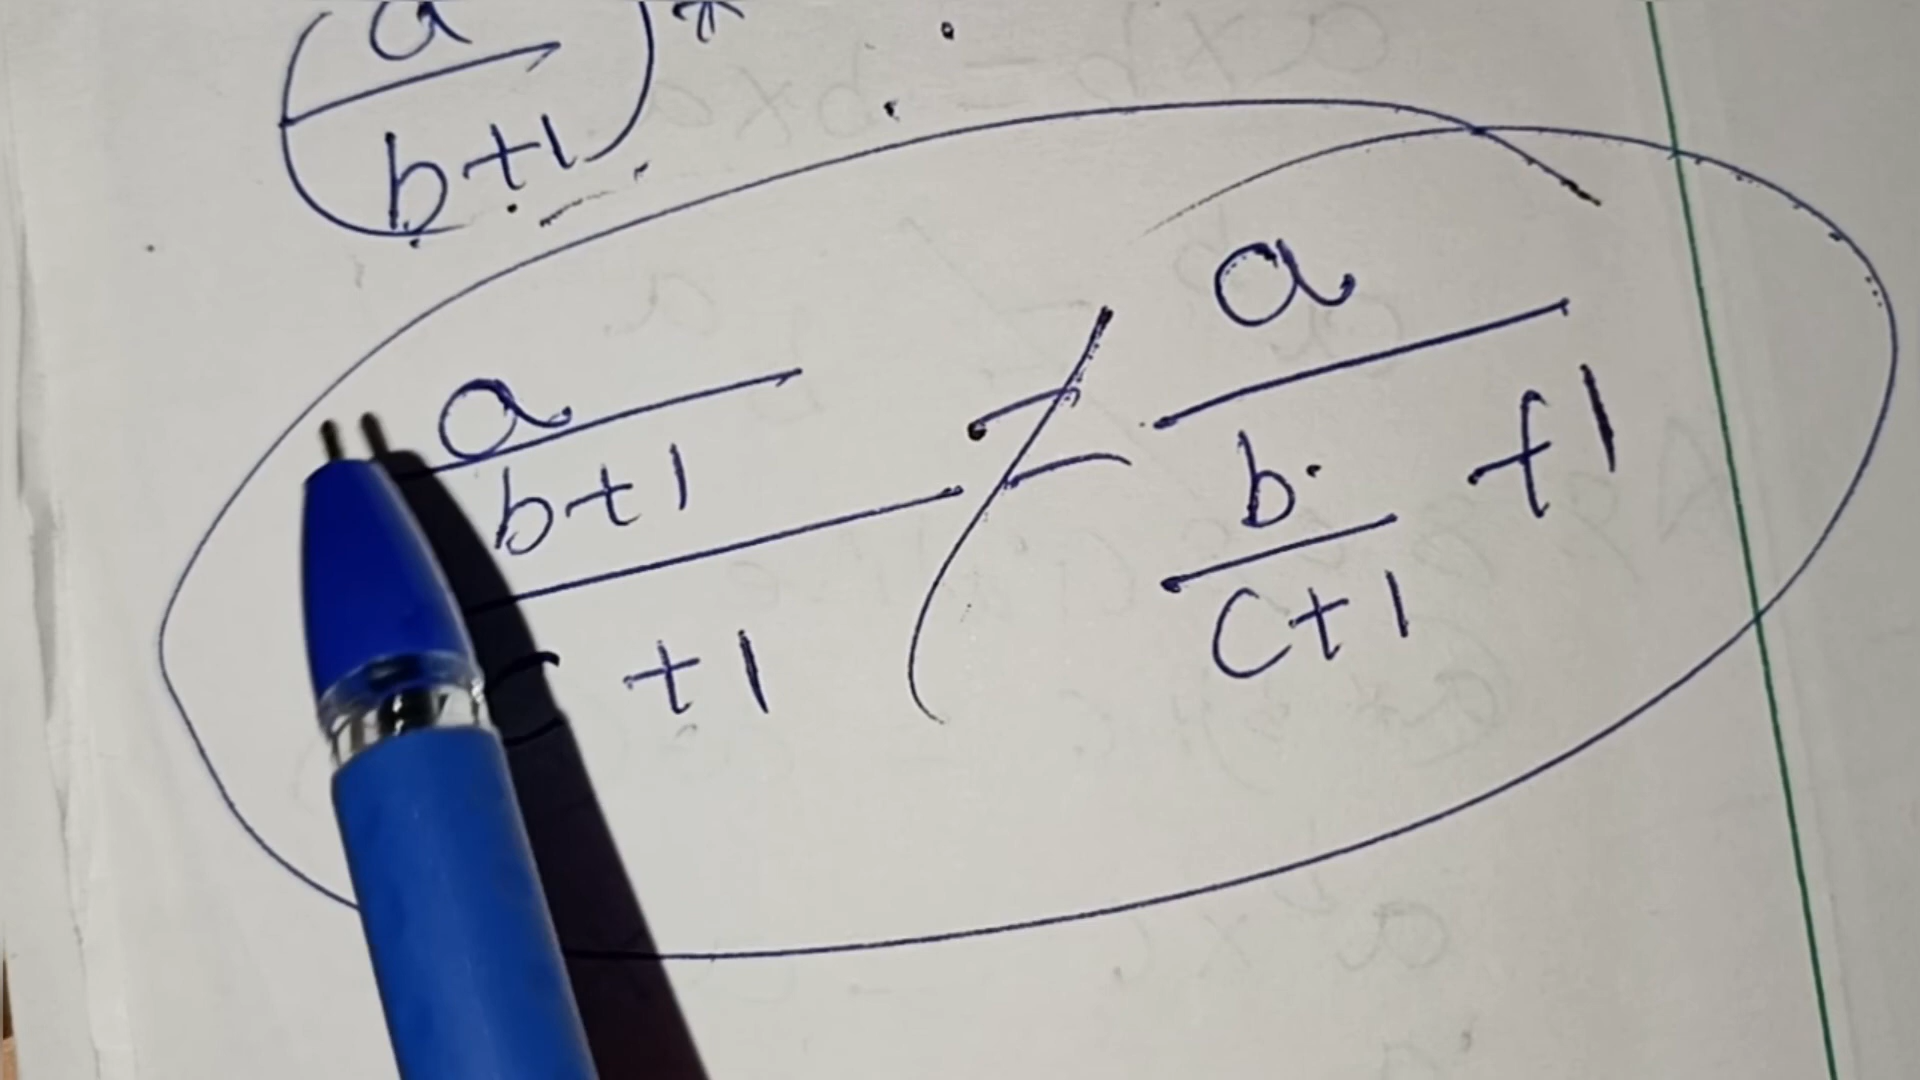 (a/(b+1)) *
(a/(b+1))/(c+1) ≠ a/(b/(c+1) +1)